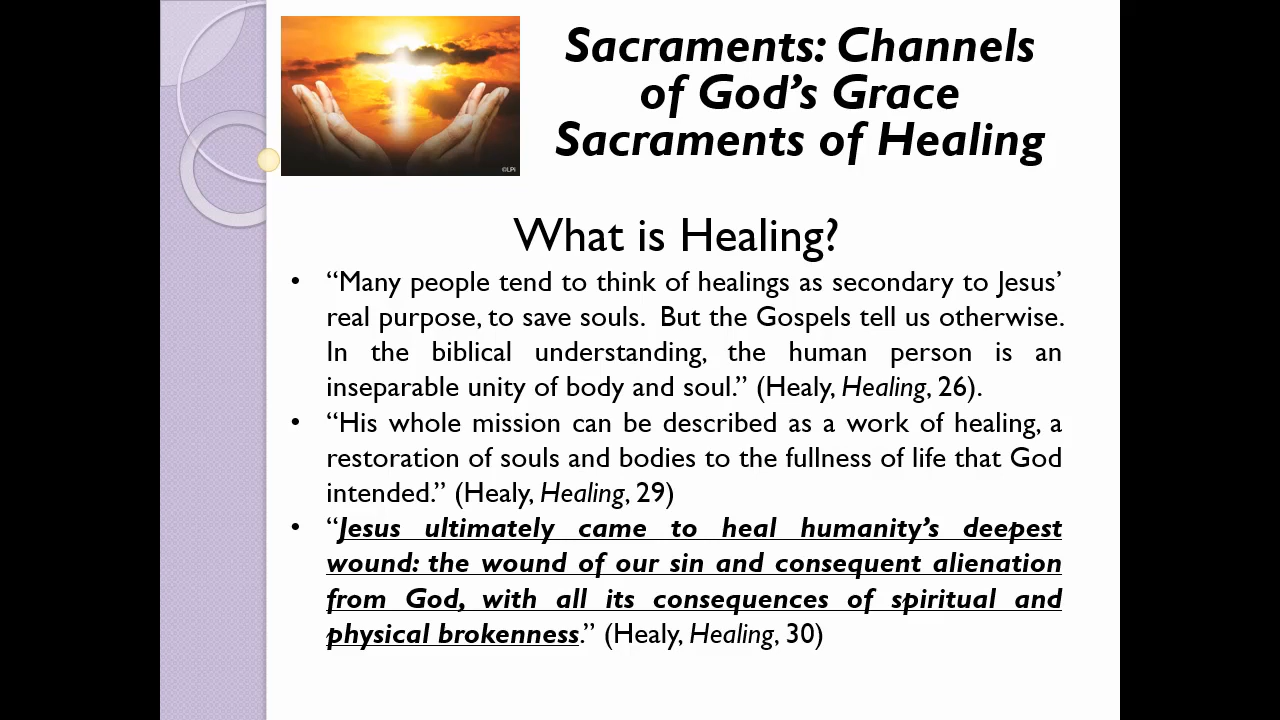 Sacraments: Channels
of God’s Grace
Sacraments of Healing
©LPi
What is Healing?
• “Many people tend to think of healings as secondary to Jesus’
real purpose, to save souls.  But the Gospels tell us otherwise.
In the biblical understanding, the human person is an
inseparable unity of body and soul.” (Healy, Healing, 26).
• “His whole mission can be described as a work of healing, a
restoration of souls and bodies to the fullness of life that God
intended.” (Healy, Healing, 29)
• “Jesus ultimately came to heal humanity’s deepest
wound: the wound of our sin and consequent alienation
from God, with all its consequences of spiritual and
physical brokenness.” (Healy, Healing, 30)